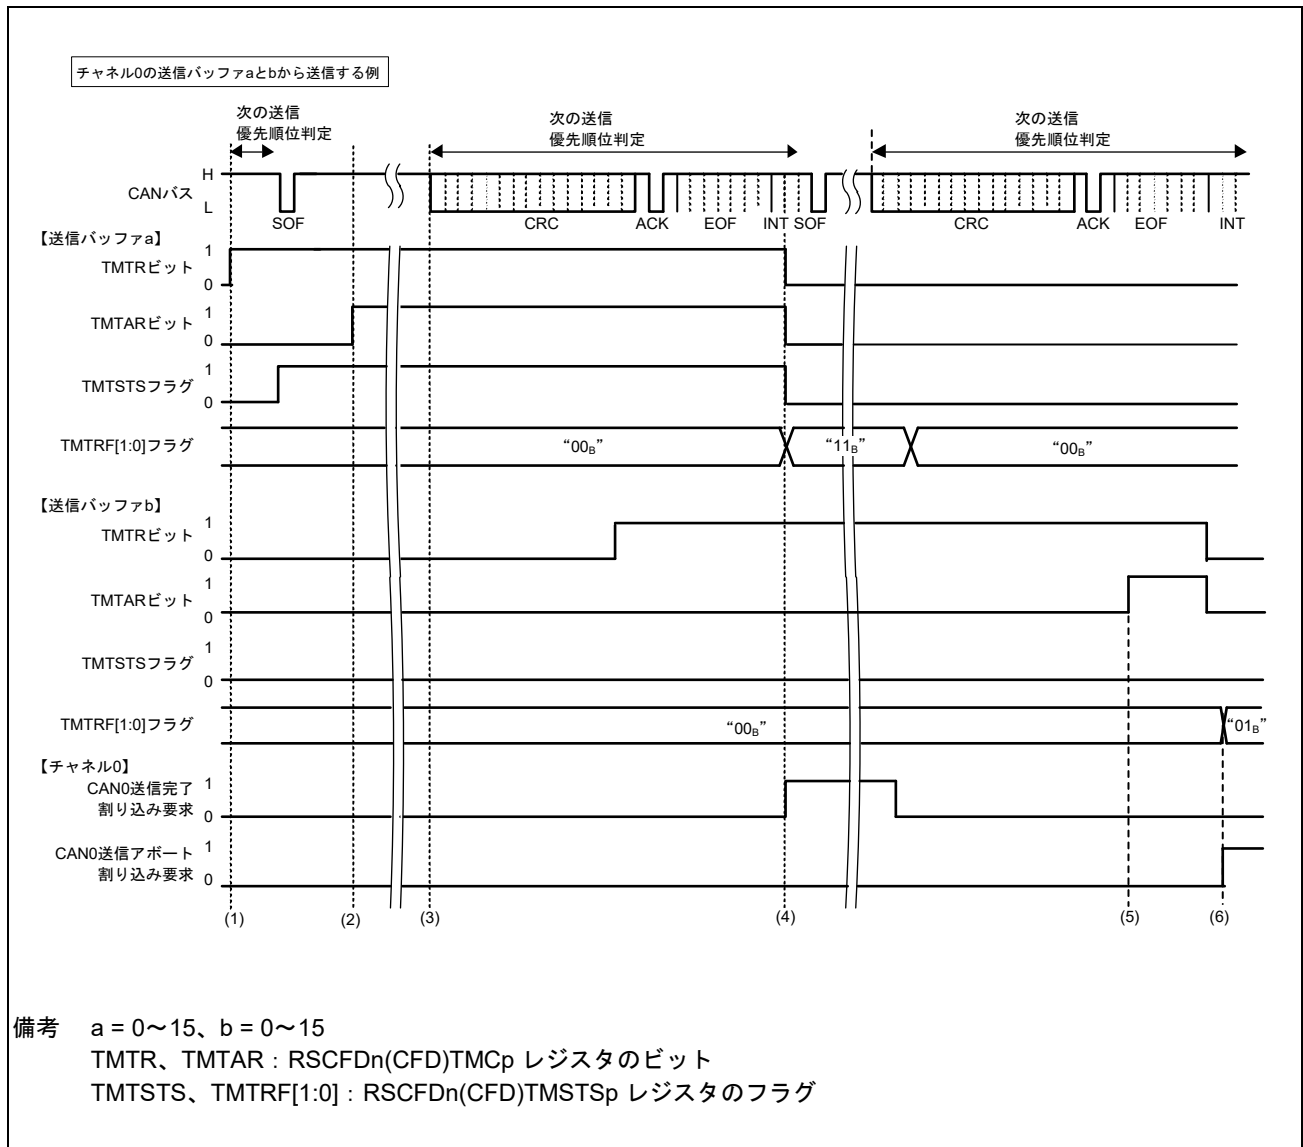 チャネル0の送信バッファaとbから送信する例
次の送信
優先順位判定
次の送信
優先順位判定
次の送信
優先順位判定
CANバス
H
L
SOF
CRC
ACK
EOF
INT
SOF
CRC
ACK
EOF
INT
【送信バッファa】
TMTRビット
1
0
TMTARビット
1
0
TMTSTSフラグ
1
0
TMTRF[1:0]フラグ
“00B”
“11B”
“00B”
【送信バッファb】
TMTRビット
1
0
TMTARビット
1
0
TMTSTSフラグ
1
0
TMTRF[1:0]フラグ
“00B”
“01B”
【チャネル0】
CAN0送信完了
割り込み要求
1
0
CAN0送信アボート
割り込み要求
1
0
(1)
(2)
(3)
(4)
(5)
(6)
備考 a = 0～15、b = 0～15
TMTR、TMTAR：RSCFDn(CFD)TMCp レジスタのビット
TMTSTS、TMTRF[1:0]：RSCFDn(CFD)TMSTSp レジスタのフラグ